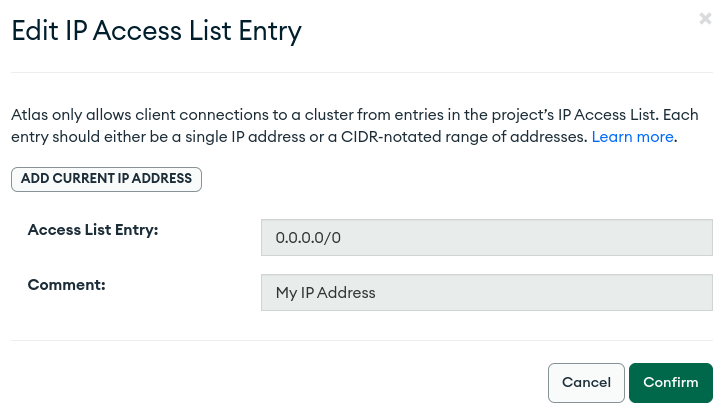 Edit IP Access List Entry
Atlas only allows client connections to a cluster from entries in the project's IP Access List. Each
entry should either be a single IP address or a CIDR-notated range of addresses. Learn more.
ADD CURRENT IP ADDRESS
Access List Entry:
0.0.0.0/0
Comment:
My IP Address
Cancel
Confirm